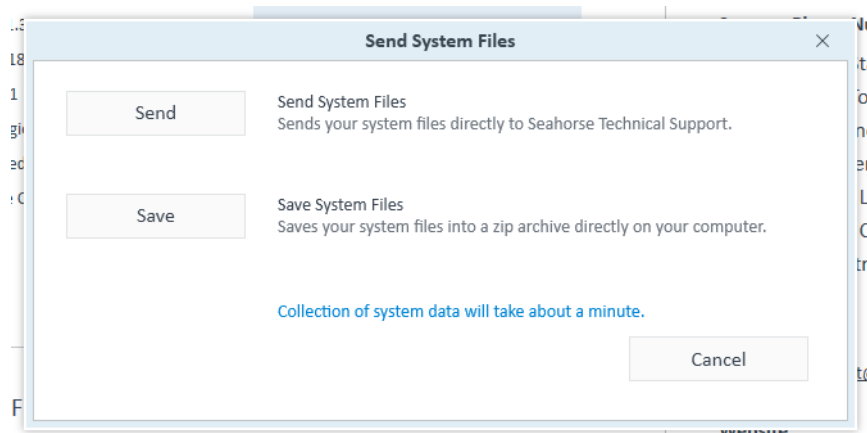 Send System Files
Send
Send System Files
Sends your system files directly to Seahorse Technical Support.
Save
Save System Files
Saves your system files into a zip archive directly on your computer.
Collection of system data will take about a minute.
Cancel